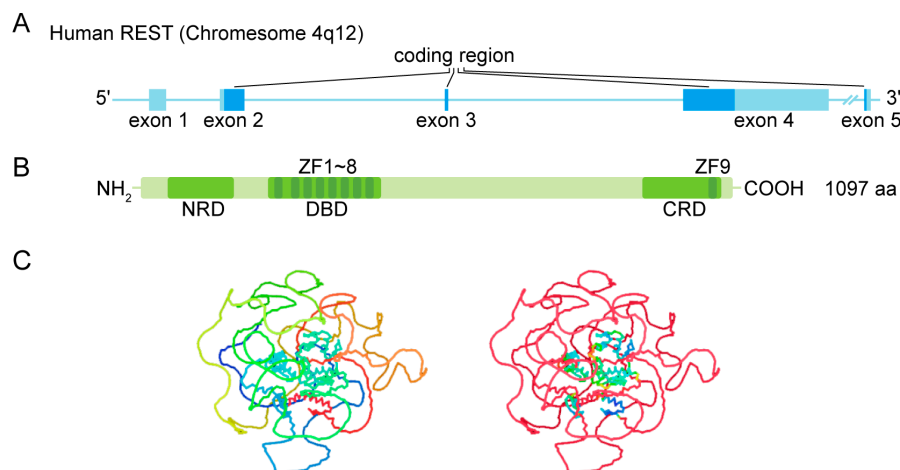 A
Human REST (Chromesome 4q12)
coding region
5' 3'
exon 1 exon 2 exon 3 exon 4 exon 5
B
ZF1~8 ZF9
NH2 COOH 1097 aa
NRD DBD CRD
C